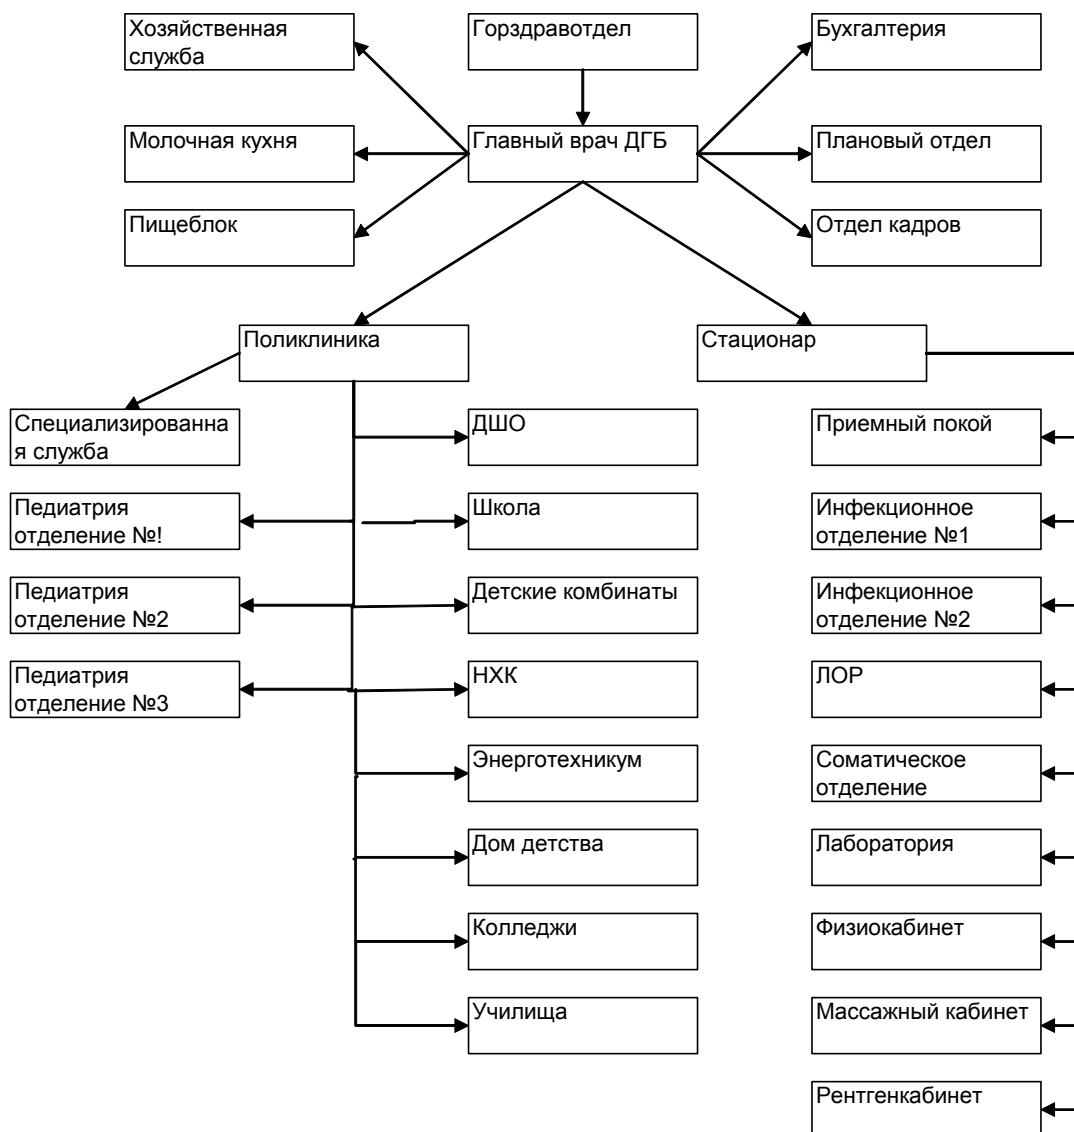 Хозяйственная
служба
Горздравотдел
Бухгалтерия
Молочная кухня
Главный врач ДГБ
Плановый отдел
Пищеблок
Отдел кадров
Поликлиника
Стационар
Специализированна
я служба
ДШО
Приемный покой
Педиатрия
отделение №!
Школа
Инфекционное
отделение №1
Педиатрия
отделение №2
Детские комбинаты
Инфекционное
отделение №2
Педиатрия
отделение №3
НХК
ЛОР
Энерготехникум
Соматическое
отделение
Дом детства
Лаборатория
Колледжи
Физиокабинет
Училища
Массажный кабинет
Рентгенкабинет